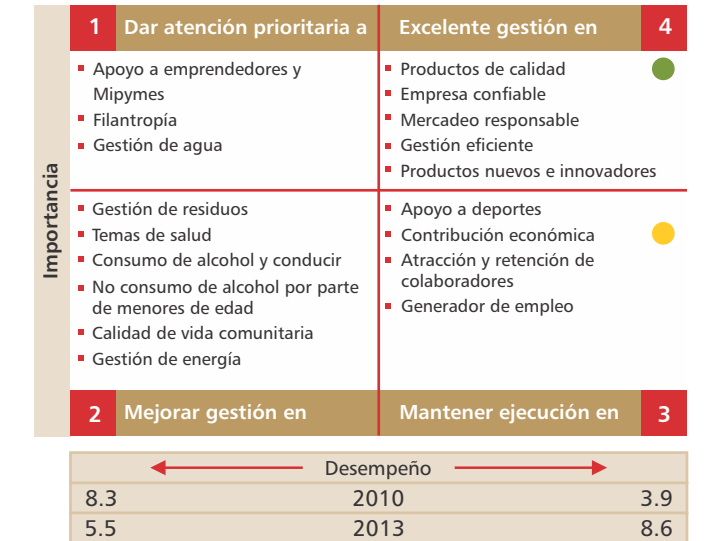 1 Dar atención prioritaria a
Excelente gestión en 4
Apoyo a emprendedores y
Mipymes
Filantropía
Gestión de agua
Productos de calidad
Empresa confiable
Mercadeo responsable
Gestión eficiente
Productos nuevos e innovadores
Importancia
Gestión de residuos
Temas de salud
Consumo de alcohol y conducir
No consumo de alcohol por parte
de menores de edad
Calidad de vida comunitaria
Gestión de energía
Apoyo a deportes
Contribución económica
Atracción y retención de
colaboradores
Generador de empleo
2 Mejorar gestión en
Mantener ejecución en 3
Desempeño
8.3 2010 3.9
5.5 2013 8.6